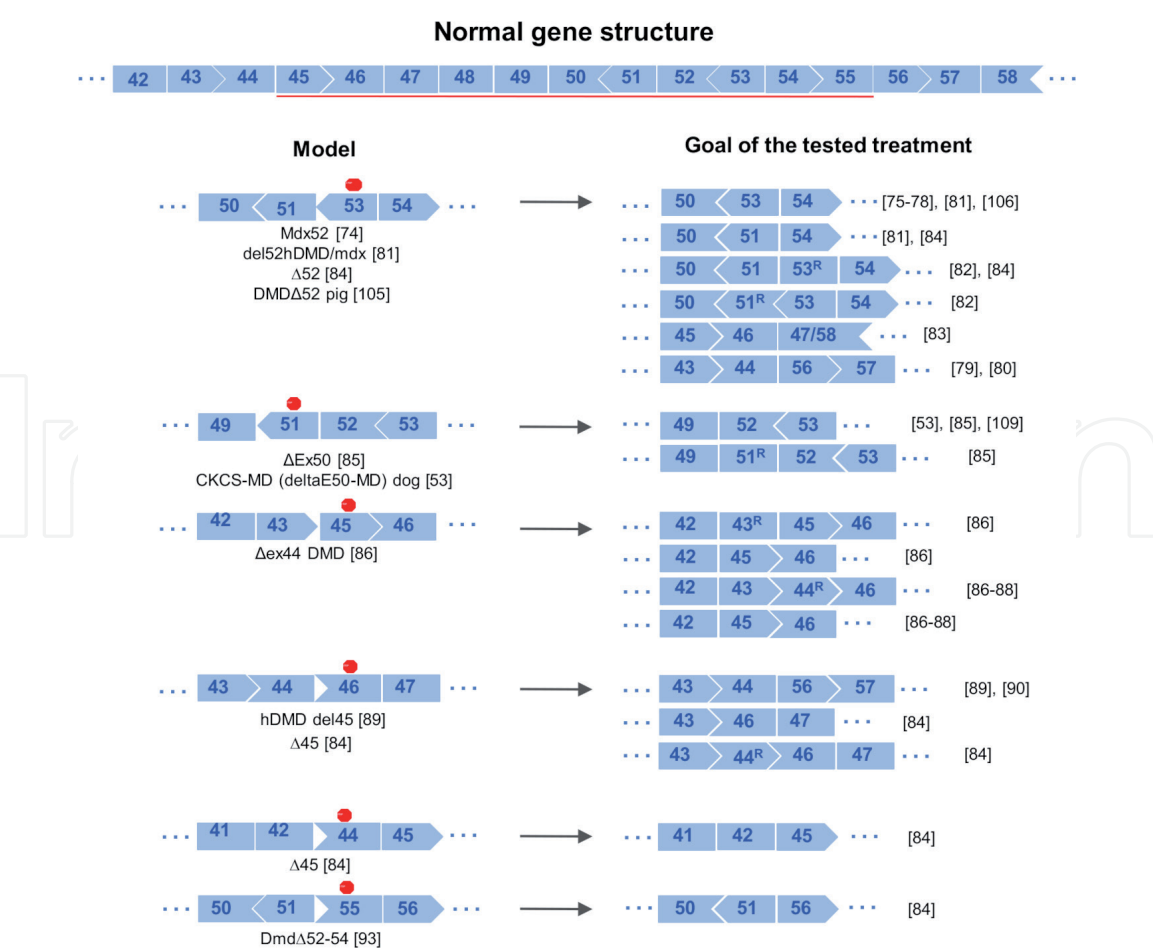 Normal gene structure
... 42 43 44 45 46 47 48 49 50 51 52 53 54 55 56 57 58 ...
Model
Goal of the tested treatment
... 50 51 53 54 ...
Mdx52 [74]
del52hDMD/mdx [81]
Δ52 [84]
DMDΔ52 pig [105]
... 50 53 54 ... [75-78], [81], [106]
... 50 51 54 ... [81], [84]
... 50 51 53ᴿ 54 ... [82], [84]
... 50 51ᴿ 53 54 ... [82]
... 45 46 47/58 ... [83]
... 43 44 56 57 ... [79], [80]
... 49 51 52 53 ...
ΔEx50 [85]
CKCS-MD (deltaE50-MD) dog [53]
... 49 52 53 ... [53], [85], [109]
... 49 51ᴿ 52 53 ... [85]
... 42 43 45 46 ...
Δex44 DMD [86]
... 42 43ᴿ 45 46 ... [86]
... 42 45 46 ... [86]
... 42 43 44ᴿ 46 ... [86-88]
... 42 45 46 ... [86-88]
... 43 44 46 47 ...
hDMD del45 [89]
Δ45 [84]
... 43 44 56 57 ... [89], [90]
... 43 46 47 ... [84]
... 43 44ᴿ 46 47 ... [84]
... 41 42 44 45 ...
Δ45 [84]
... 41 42 45 ... [84]
... 50 51 55 56 ...
DmdΔ52-54 [93]
... 50 51 56 ... [84]